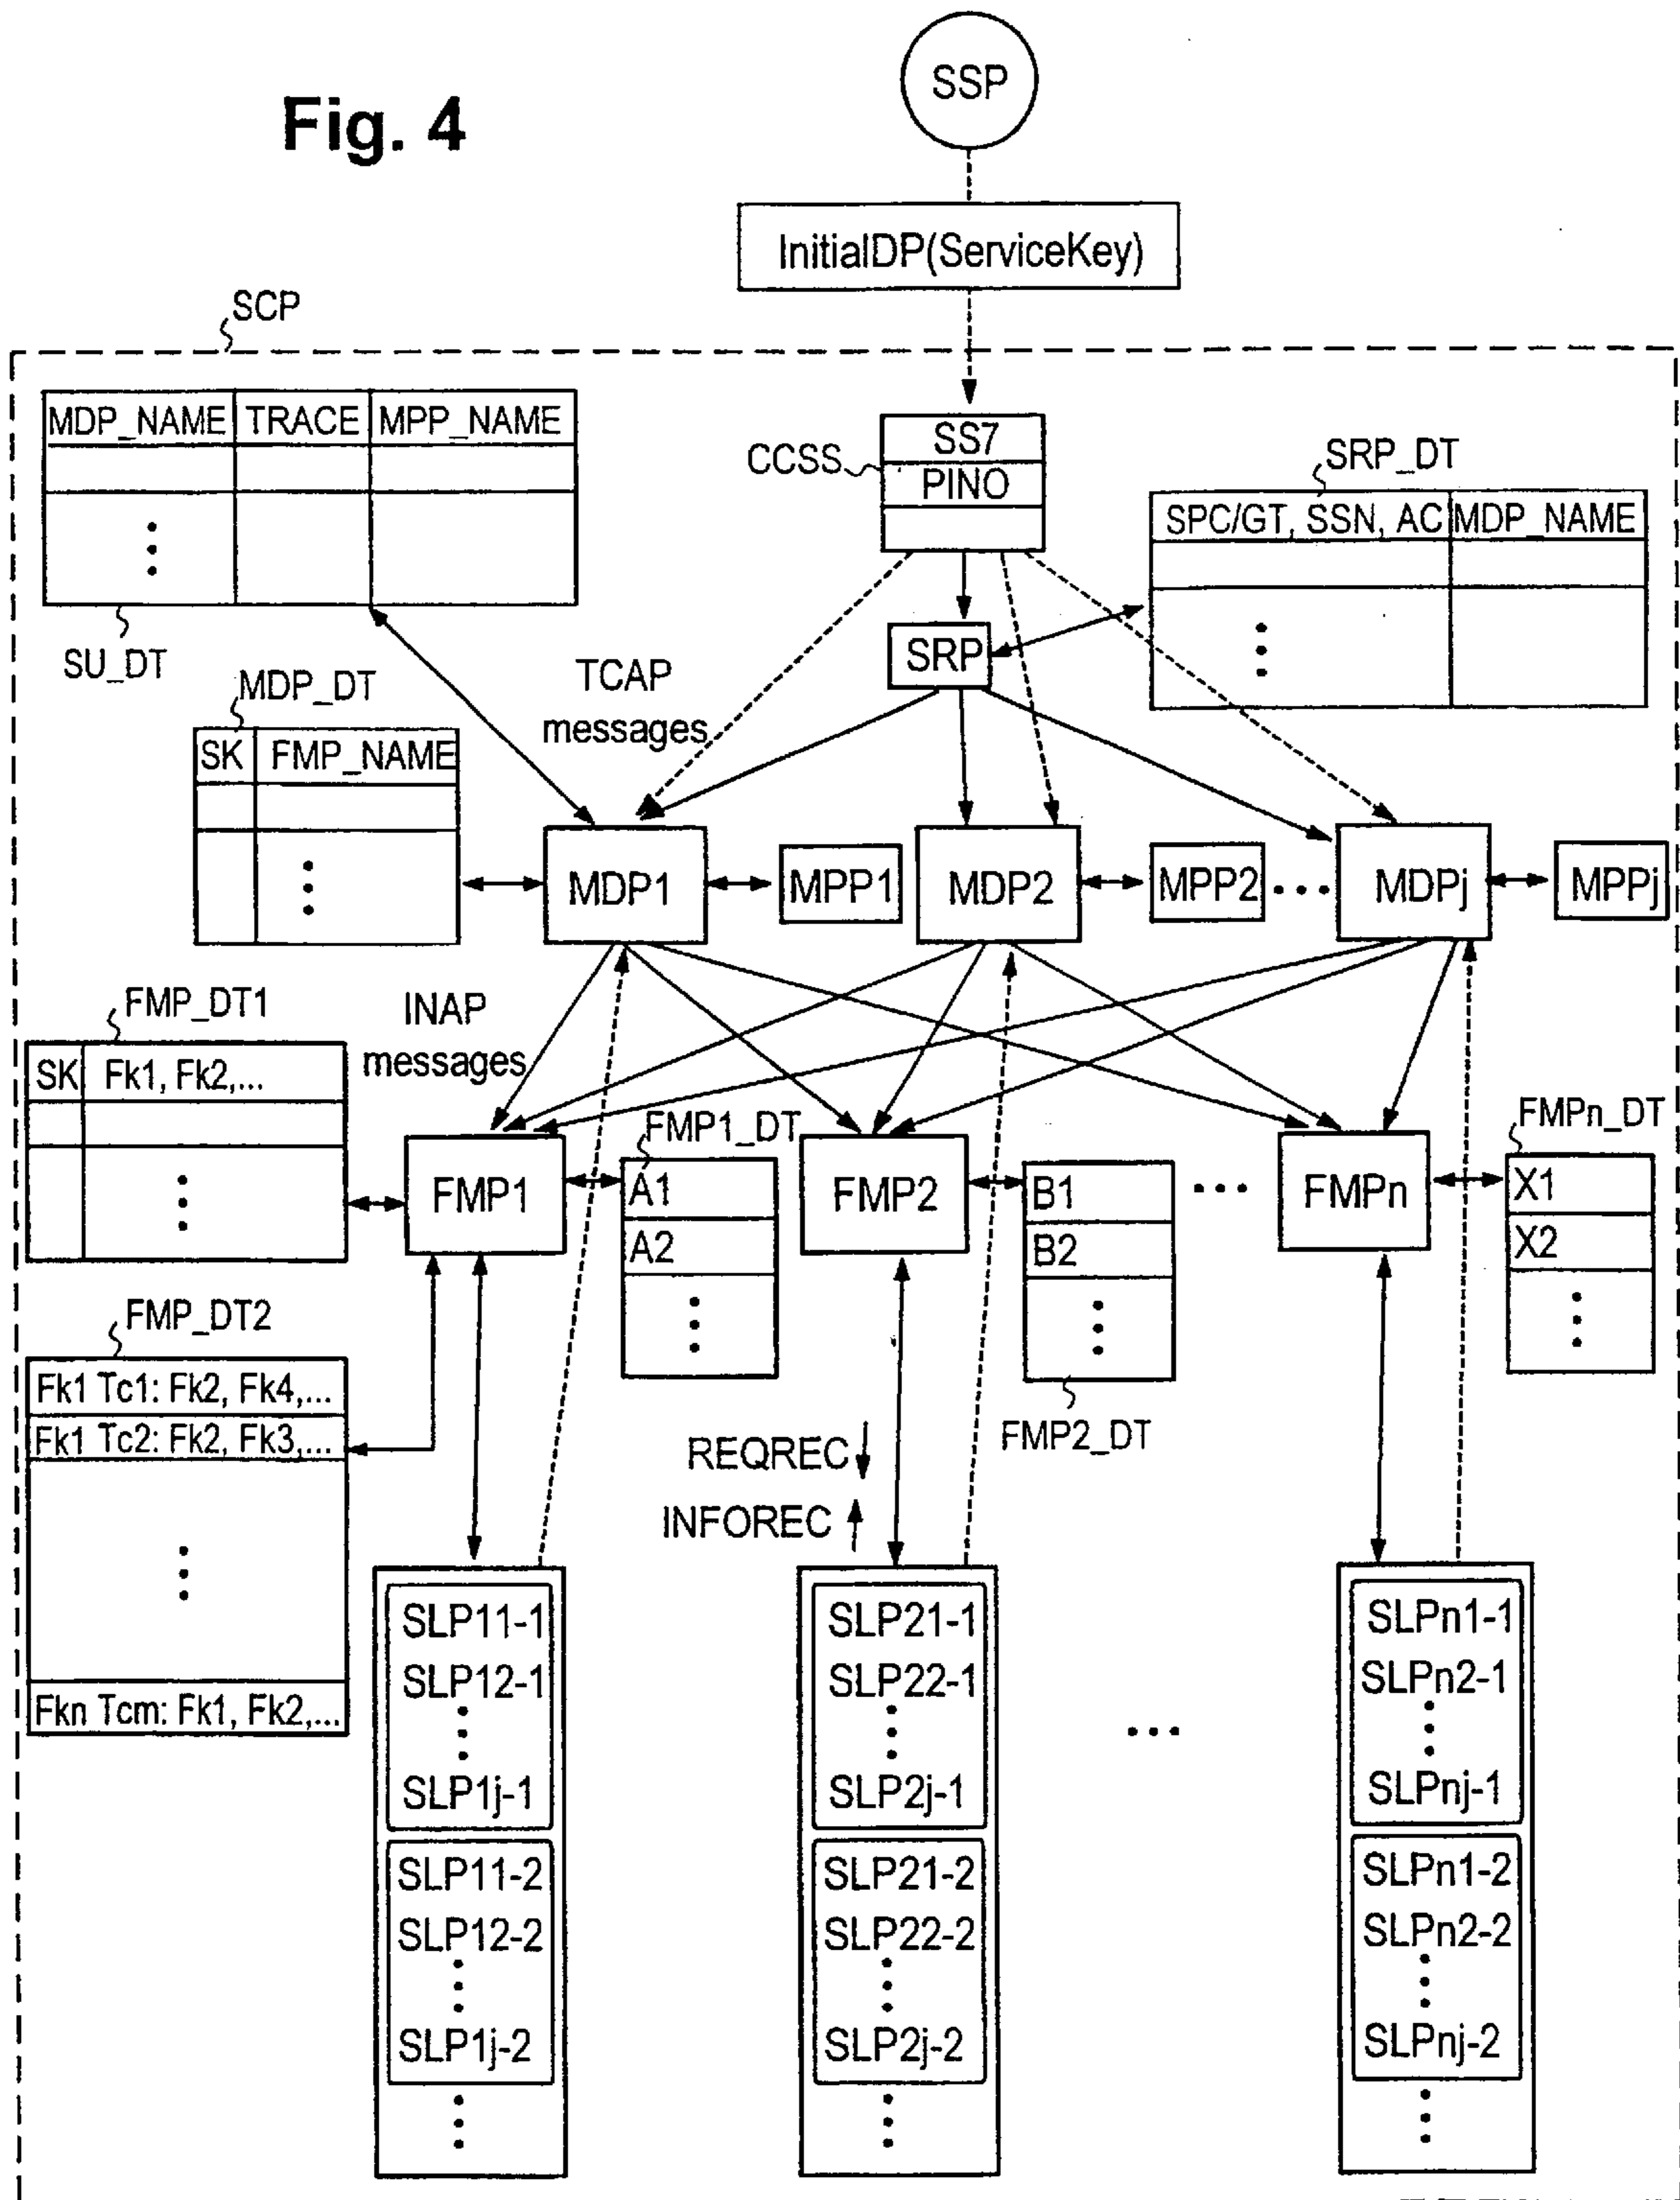 Fig. 4
SSP
InitialDP(ServiceKey)
SCP
MDP_NAME TRACE MPP_NAME
SU_DT
CCSS
SS7
PINO
SRP_DT
SPC/GT, SSN, AC MDP_NAME
SRP
TCAP
messages
MDP_DT
SK FMP_NAME
MDP1
MPP1
MDP2
MPP2
MDPj
MPPj
INAP
messages
FMP_DT1
SK Fk1, Fk2,...
FMP1
FMP1_DT
A1
A2
FMP2
B1
B2
FMP2_DT
FMPn
FMPn_DT
X1
X2
FMP_DT2
Fk1 Tc1: Fk2, Fk4,...
Fk1 Tc2: Fk2, Fk3,...
Fkn Tcm: Fk1, Fk2,...
REQREC
INFOREC
SLP11-1
SLP12-1
SLP1j-1
SLP11-2
SLP12-2
SLP1j-2
SLP21-1
SLP22-1
SLP2j-1
SLP21-2
SLP22-2
SLP2j-2
SLPn1-1
SLPn2-1
SLPnj-1
SLPn1-2
SLPn2-2
SLPnj-2